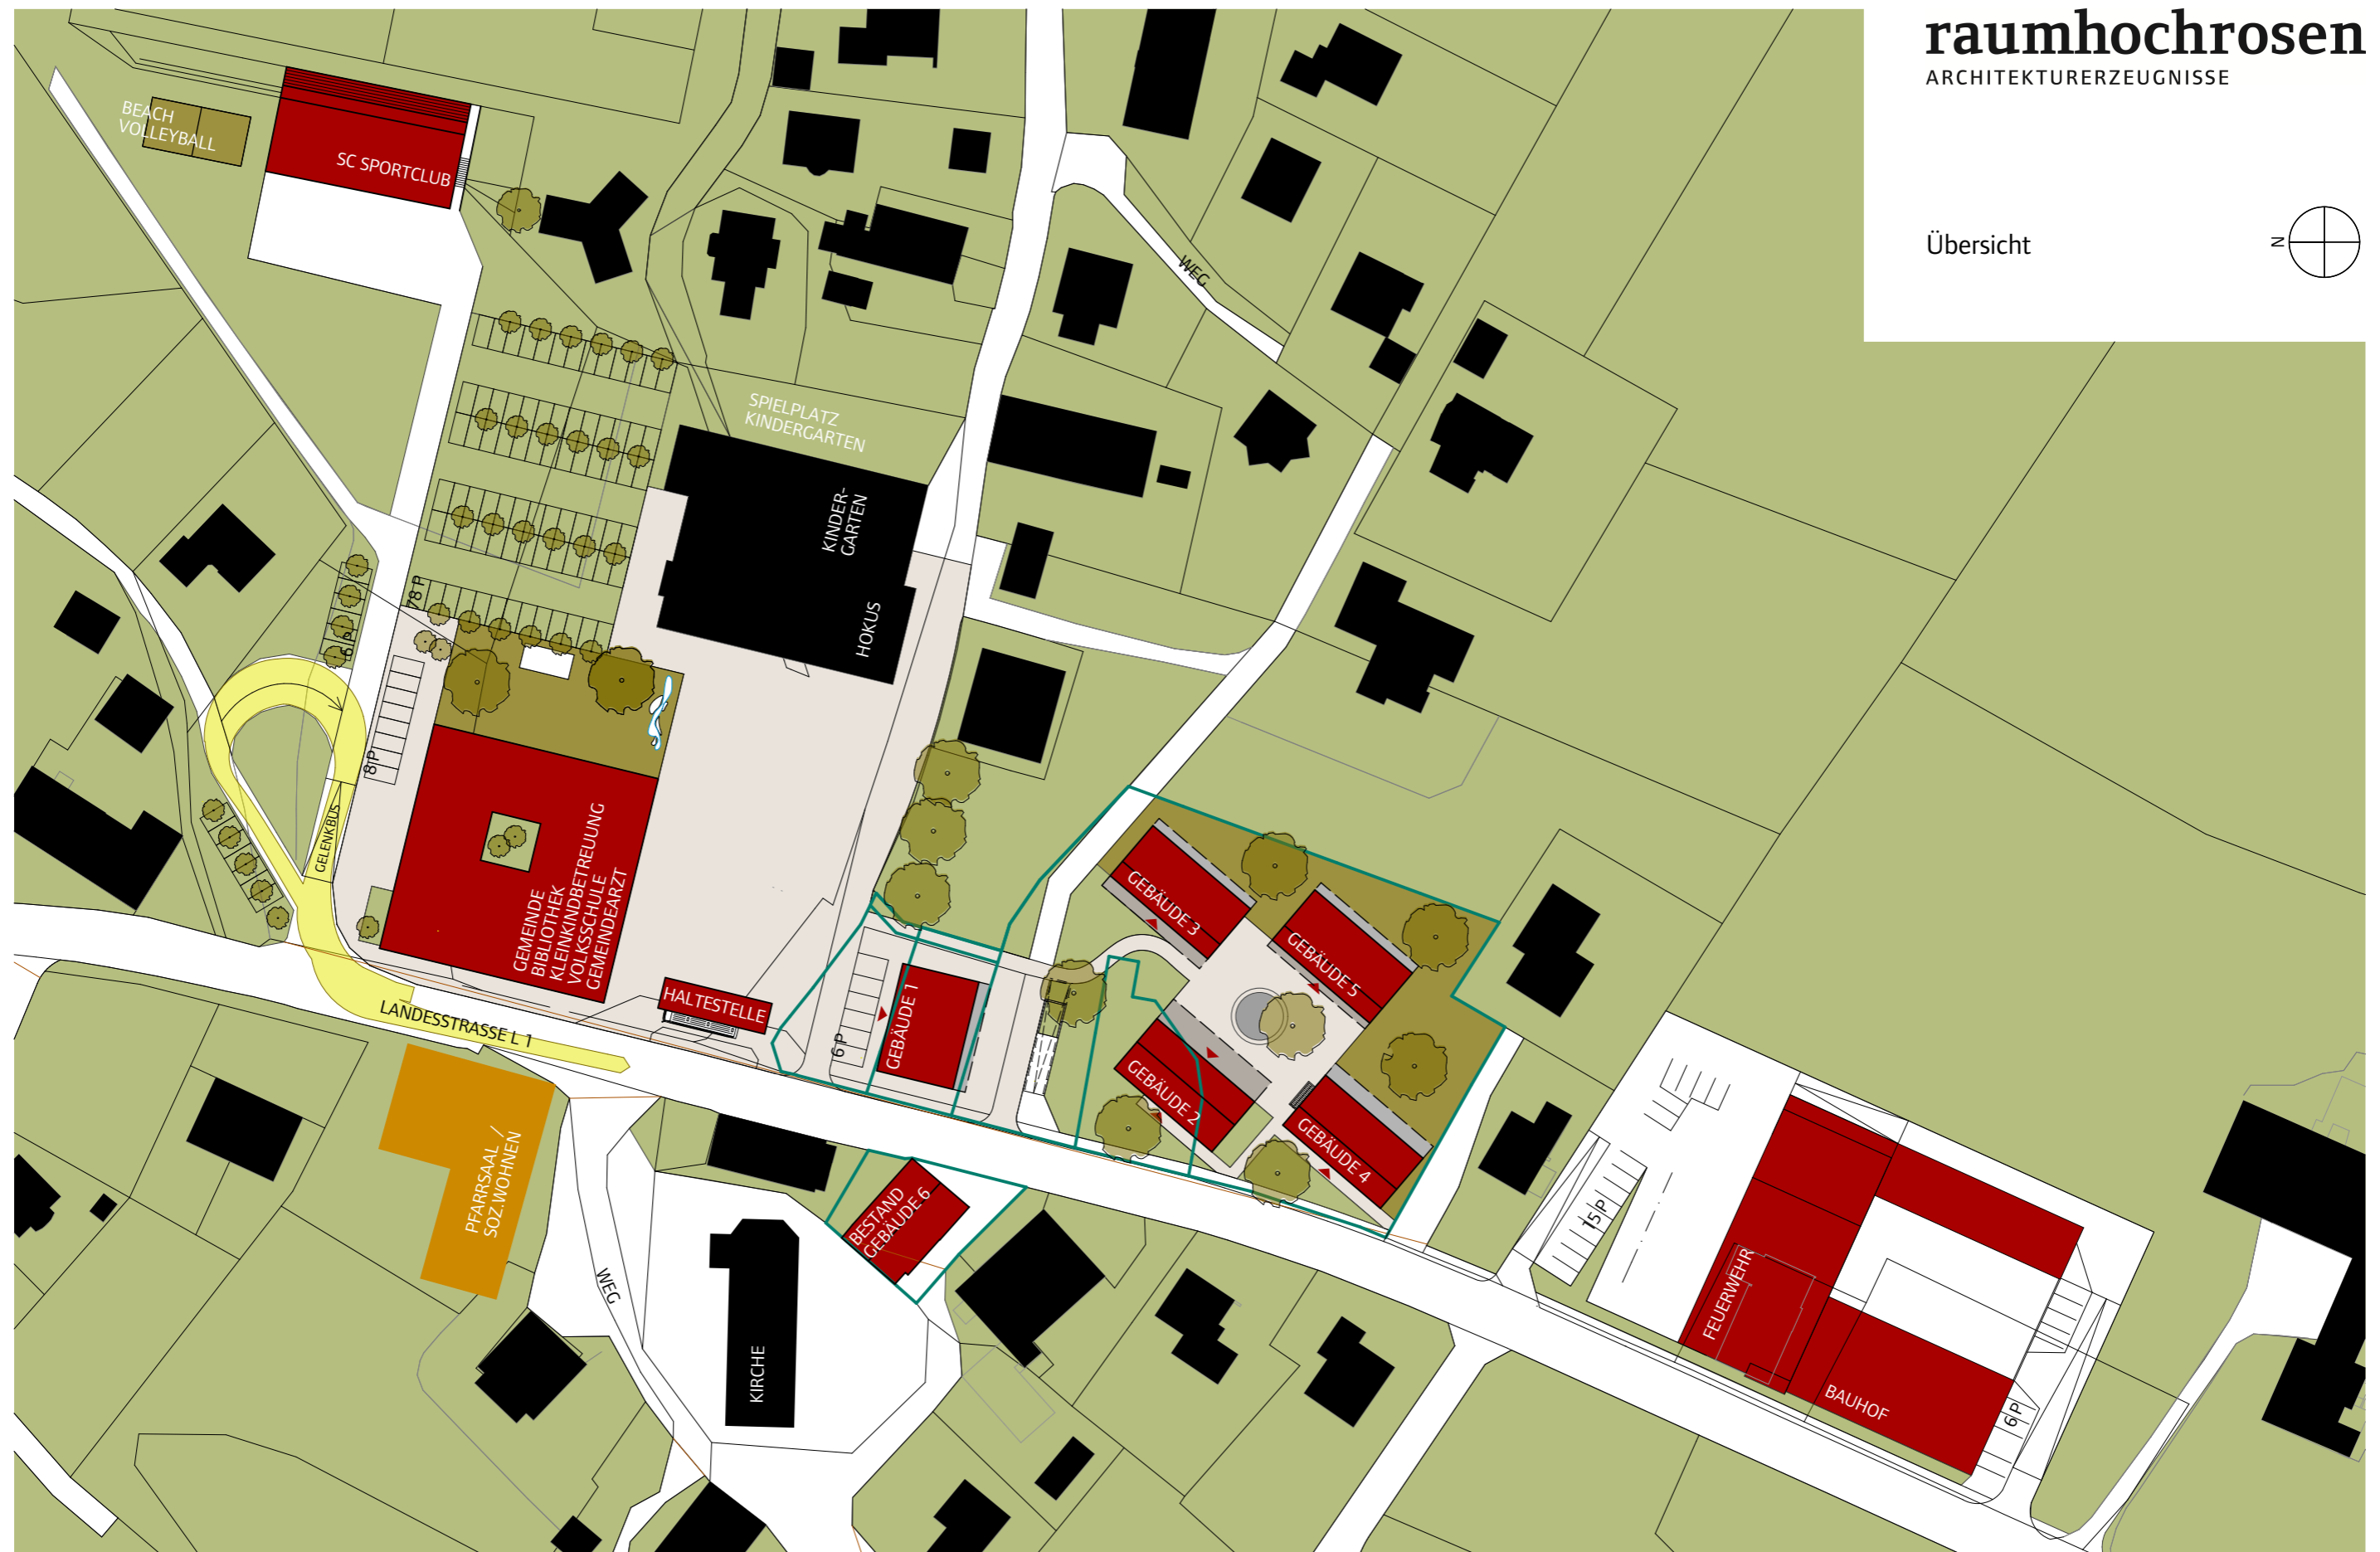 raumhochrosen
ARCHITEKTURERZEUGNISSE
Übersicht
N
BEACH
VOLLEYBALL
SC SPORTCLUB
WEG
SPIELPLATZ
KINDERGARTEN
KINDER-
GARTEN
HOKUS
78 P
6 P
8 P
GELENKBUS
GEMEINDE
BIBLIOTHEK
KLEINKINDBETREUUNG
VOLKSSCHULE
GEMEINDEARZT
HALTESTELLE
LANDESSTRASSE L 1
6 P
GEBÄUDE 1
GEBÄUDE 3
GEBÄUDE 5
GEBÄUDE 2
GEBÄUDE 4
PFARRSAAL /
SOZ.WOHNEN
BESTAND
GEBÄUDE 6
WEG
KIRCHE
15 P
FEUERWEHR
BAUHOF
6 P